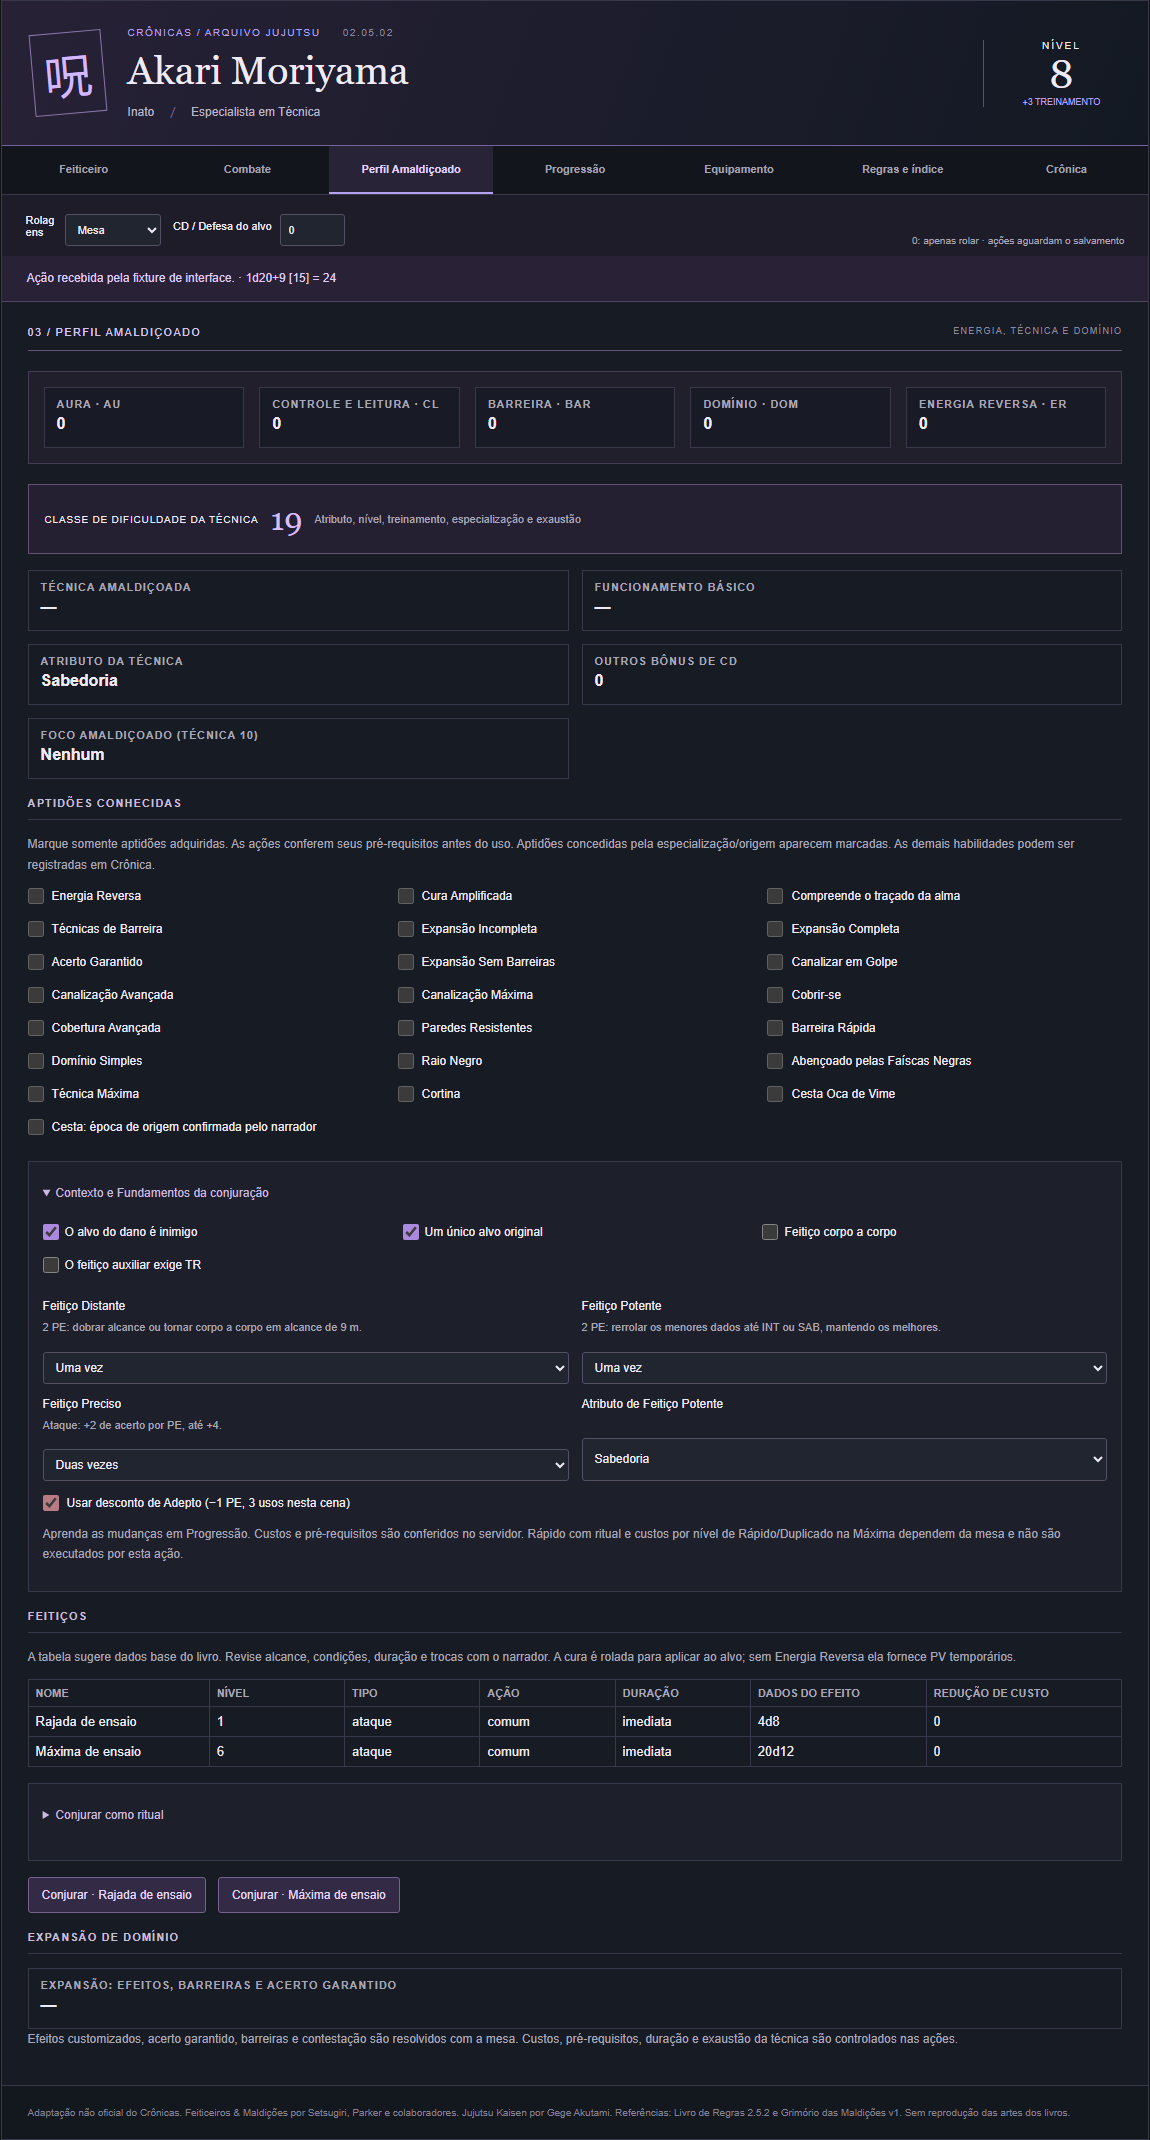 呪
CRÔNICAS / ARQUIVO JUJUTSU 02.05.02
Akari Moriyama
Inato / Especialista em Técnica
NÍVEL
8
+3 TREINAMENTO
Feiticeiro Combate Perfil Amaldiçoado Progressão Equipamento Regras e índice Crônica
Rolag
ens
Mesa
CD / Defesa do alvo
0
0: apenas rolar · ações aguardam o salvamento
Ação recebida pela fixture de interface. · 1d20+9 [15] = 24
03 / PERFIL AMALDIÇOADO
ENERGIA, TÉCNICA E DOMÍNIO
AURA · AU
0
CONTROLE E LEITURA · CL
0
BARREIRA · BAR
0
DOMÍNIO · DOM
0
ENERGIA REVERSA · ER
0
CLASSE DE DIFICULDADE DA TÉCNICA 19 Atributo, nível, treinamento, especialização e exaustão
TÉCNICA AMALDIÇOADA
—
FUNCIONAMENTO BÁSICO
—
ATRIBUTO DA TÉCNICA
Sabedoria
OUTROS BÔNUS DE CD
0
FOCO AMALDIÇOADO (TÉCNICA 10)
Nenhum
APTIDÕES CONHECIDAS
Marque somente aptidões adquiridas. As ações conferem seus pré-requisitos antes do uso. Aptidões concedidas pela especialização/origem aparecem marcadas. As demais habilidades podem ser
registradas em Crônica.
Energia Reversa Cura Amplificada Compreende o traçado da alma
Técnicas de Barreira Expansão Incompleta Expansão Completa
Acerto Garantido Expansão Sem Barreiras Canalizar em Golpe
Canalização Avançada Canalização Máxima Cobrir-se
Cobertura Avançada Paredes Resistentes Barreira Rápida
Domínio Simples Raio Negro Abençoado pelas Faíscas Negras
Técnica Máxima Cortina Cesta Oca de Vime
Cesta: época de origem confirmada pelo narrador
▼ Contexto e Fundamentos da conjuração
O alvo do dano é inimigo Um único alvo original Feitiço corpo a corpo
O feitiço auxiliar exige TR
Feitiço Distante
2 PE: dobrar alcance ou tornar corpo a corpo em alcance de 9 m.
Uma vez
Feitiço Potente
2 PE: rerrolar os menores dados até INT ou SAB, mantendo os melhores.
Uma vez
Feitiço Preciso
Ataque: +2 de acerto por PE, até +4.
Duas vezes
Atributo de Feitiço Potente
Sabedoria
Usar desconto de Adepto (−1 PE, 3 usos nesta cena)
Aprenda as mudanças em Progressão. Custos e pré-requisitos são conferidos no servidor. Rápido com ritual e custos por nível de Rápido/Duplicado na Máxima dependem da mesa e não são
executados por esta ação.
FEITIÇOS
A tabela sugere dados base do livro. Revise alcance, condições, duração e trocas com o narrador. A cura é rolada para aplicar ao alvo; sem Energia Reversa ela fornece PV temporários.
NOME NÍVEL TIPO AÇÃO DURAÇÃO DADOS DO EFEITO REDUÇÃO DE CUSTO
Rajada de ensaio 1 ataque comum imediata 4d8 0
Máxima de ensaio 6 ataque comum imediata 20d12 0
▶ Conjurar como ritual
Conjurar · Rajada de ensaio Conjurar · Máxima de ensaio
EXPANSÃO DE DOMÍNIO
EXPANSÃO: EFEITOS, BARREIRAS E ACERTO GARANTIDO
—
Efeitos customizados, acerto garantido, barreiras e contestação são resolvidos com a mesa. Custos, pré-requisitos, duração e exaustão da técnica são controlados nas ações.
Adaptação não oficial do Crônicas. Feiticeiros & Maldições por Setsugiri, Parker e colaboradores. Jujutsu Kaisen por Gege Akutami. Referências: Livro de Regras 2.5.2 e Grimório das Maldições v1. Sem reprodução das artes dos livros.